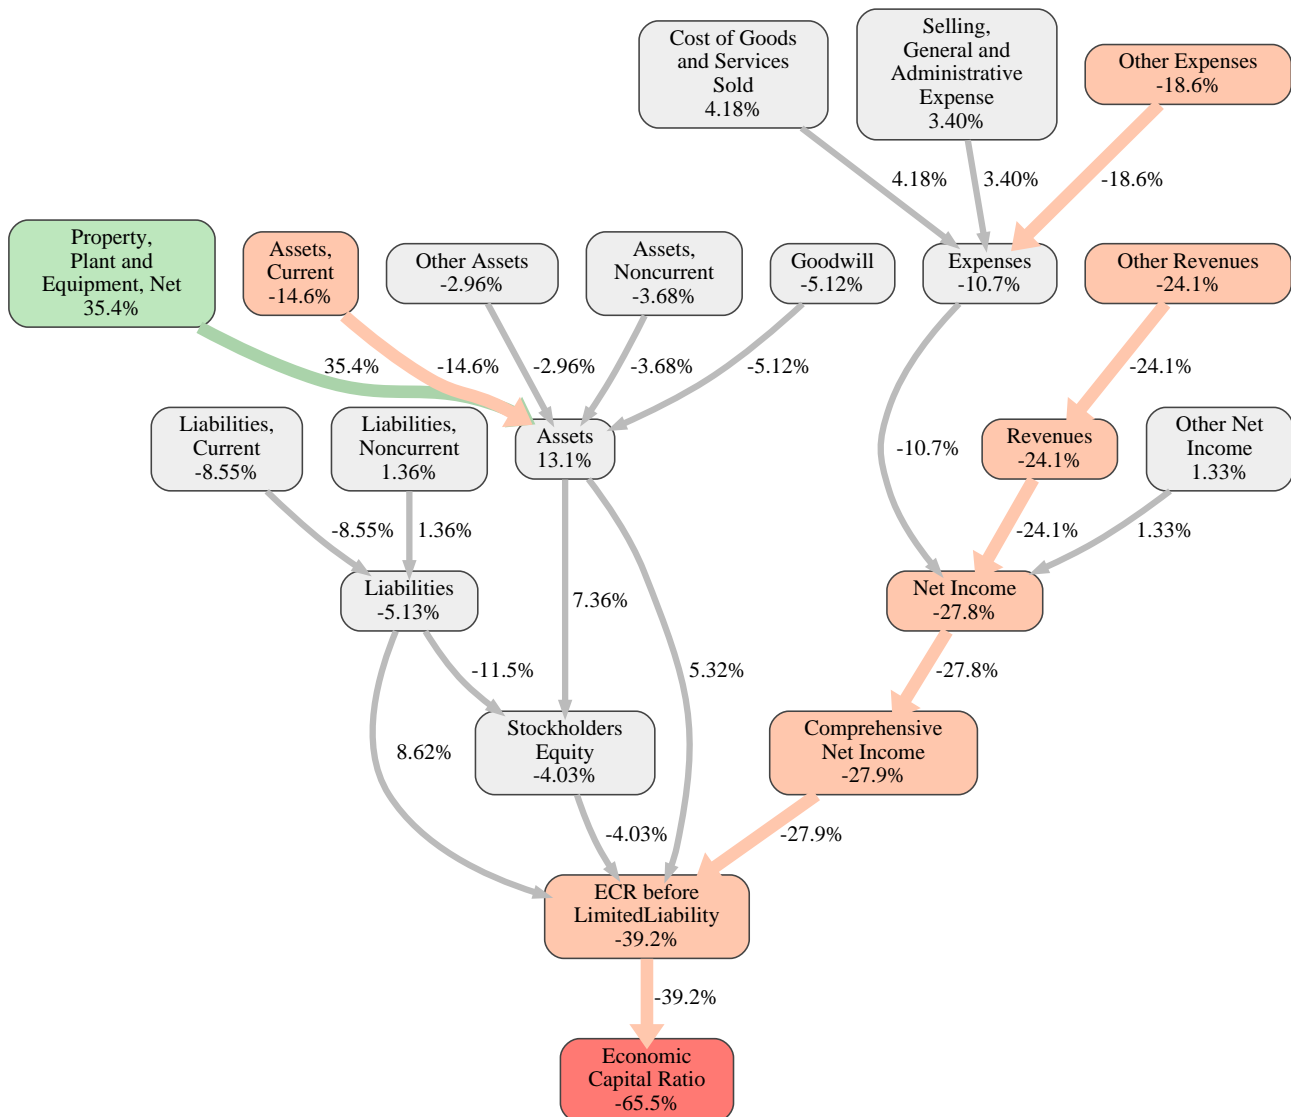 Cost of Goods
and Services
Sold
4.18%
Selling,
General and
Administrative
Expense
3.40%
Other Expenses
-18.6%
4.18%
3.40%
-18.6%
Property,
Plant and
Equipment, Net
35.4%
Assets,
Current
-14.6%
Other Assets
-2.96%
Assets,
Noncurrent
-3.68%
Goodwill
-5.12%
Expenses
-10.7%
Other Revenues
-24.1%
35.4%
-14.6%
-2.96%
-3.68%
-5.12%
-24.1%
Liabilities,
Current
-8.55%
Liabilities,
Noncurrent
1.36%
Assets
13.1%
-10.7%
Revenues
-24.1%
Other Net
Income
1.33%
-8.55%
1.36%
-24.1%
1.33%
Liabilities
-5.13%
7.36%
Net Income
-27.8%
-11.5%
5.32%
-27.8%
8.62%
Stockholders
Equity
-4.03%
Comprehensive
Net Income
-27.9%
-4.03%
-27.9%
ECR before
LimitedLiability
-39.2%
-39.2%
Economic
Capital Ratio
-65.5%